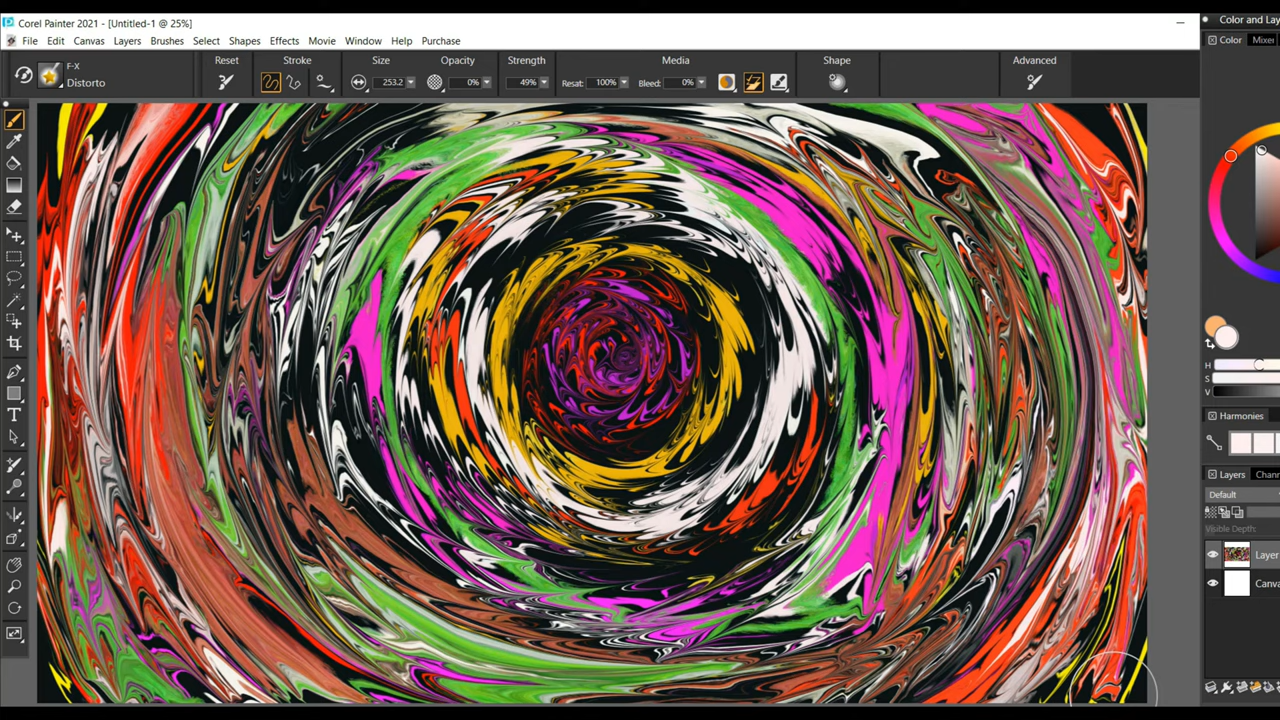 Corel Painter 2021 - [Untitled-1 @ 25%]
Color and Lay
File Edit Canvas Layers Brushes Select Shapes Effects Movie Window Help Purchase
Color Mixe
F-X
Distorto
Reset Stroke Size Opacity Strength Media Shape Advanced
253.2 0% 49% Resat: 100% Bleed: 0%
H
S
V
Harmonies
Layers Chan
Default
Visible Depth:
Layer
Canva
T